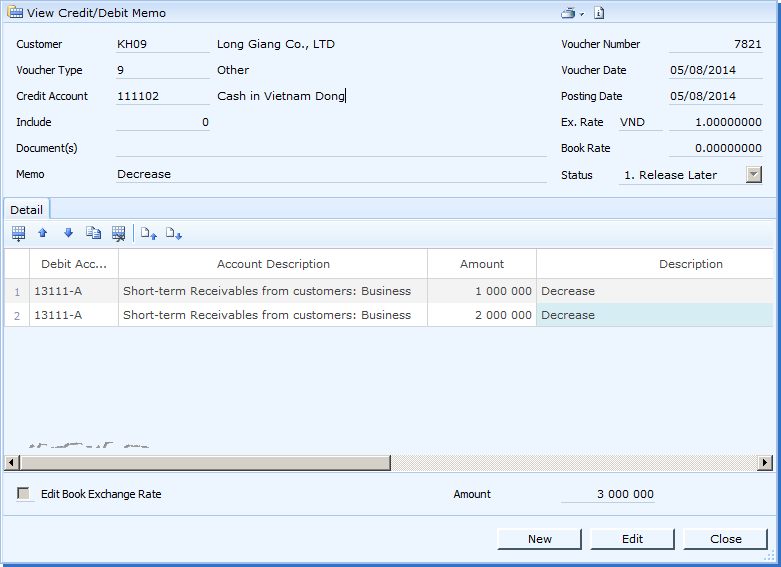 View Credit/Debit Memo
Customer KH09 Long Giang Co., LTD Voucher Number 7821
Voucher Type 9 Other Voucher Date 05/08/2014
Credit Account 111102 Cash in Vietnam Dong Posting Date 05/08/2014
Include 0 Ex. Rate VND 1.00000000
Document(s) Book Rate 0.00000000
Memo Decrease Status 1. Release Later
Detail
Debit Acc... Account Description Amount Description
1 13111-A Short-term Receivables from customers: Business 1 000 000 Decrease
2 13111-A Short-term Receivables from customers: Business 2 000 000 Decrease
Edit Book Exchange Rate Amount 3 000 000
New Edit Close